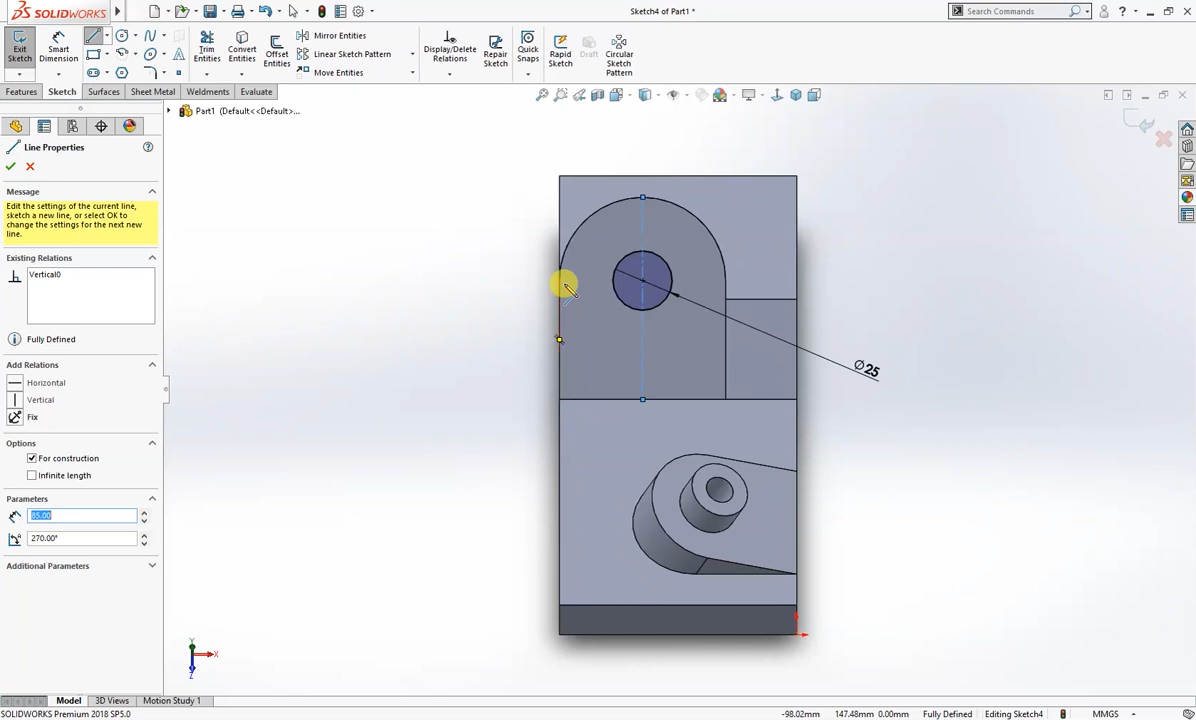 SOLIDWORKS
Sketch4 of Part1 *
Search Commands
Exit Sketch
Smart Dimension
Trim Entities
Convert Entities
Offset Entities
Mirror Entities
Linear Sketch Pattern
Move Entities
Display/Delete Relations
Repair Sketch
Quick Snaps
Rapid Sketch
Draft
Circular Sketch Pattern
Features
Sketch
Surfaces
Sheet Metal
Weldments
Evaluate
Part1 (Default<<Default>...
Line Properties
Message
Edit the settings of the current line,
sketch a new line, or select OK to
change the settings for the next new
line.
Existing Relations
Vertical0
Fully Defined
Add Relations
Horizontal
Vertical
Fix
Options
For construction
Infinite length
Parameters
85.00
270.00°
Additional Parameters
Ø25
Y
X
Z
Model
3D Views
Motion Study 1
SOLIDWORKS Premium 2018 SP5.0
-98.02mm
147.48mm 0.00mm
Fully Defined
Editing Sketch4
MMGS